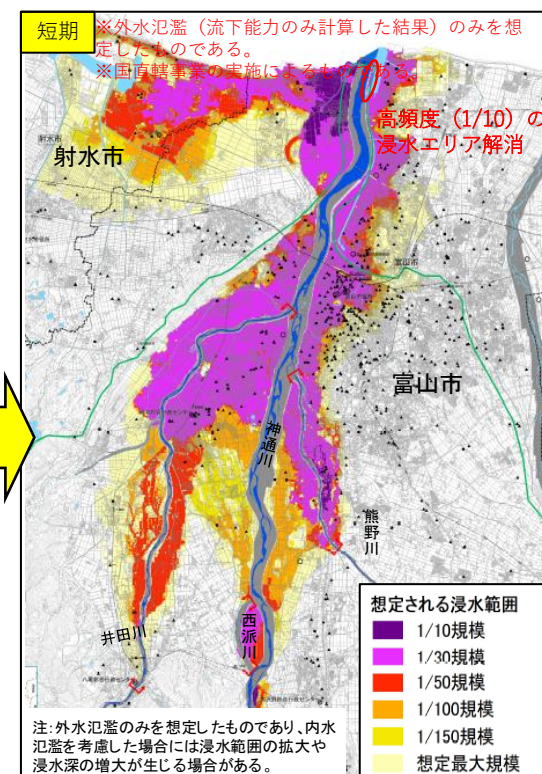 短期
※外水氾濫（流下能力のみ計算した結果）のみを想
定したものである。
※国直轄事業の実施によるものである。
高頻度（1/10）の
浸水エリア解消
射水市
射水市
富山市
富山市
神通川
熊野川
井田川
西派川
想定される浸水範囲
1/10規模
1/30規模
1/50規模
1/100規模
1/150規模
想定最大規模
注:外水氾濫のみを想定したものであり、内水
氾濫を考慮した場合には浸水範囲の拡大や
浸水深の増大が生じる場合がある。